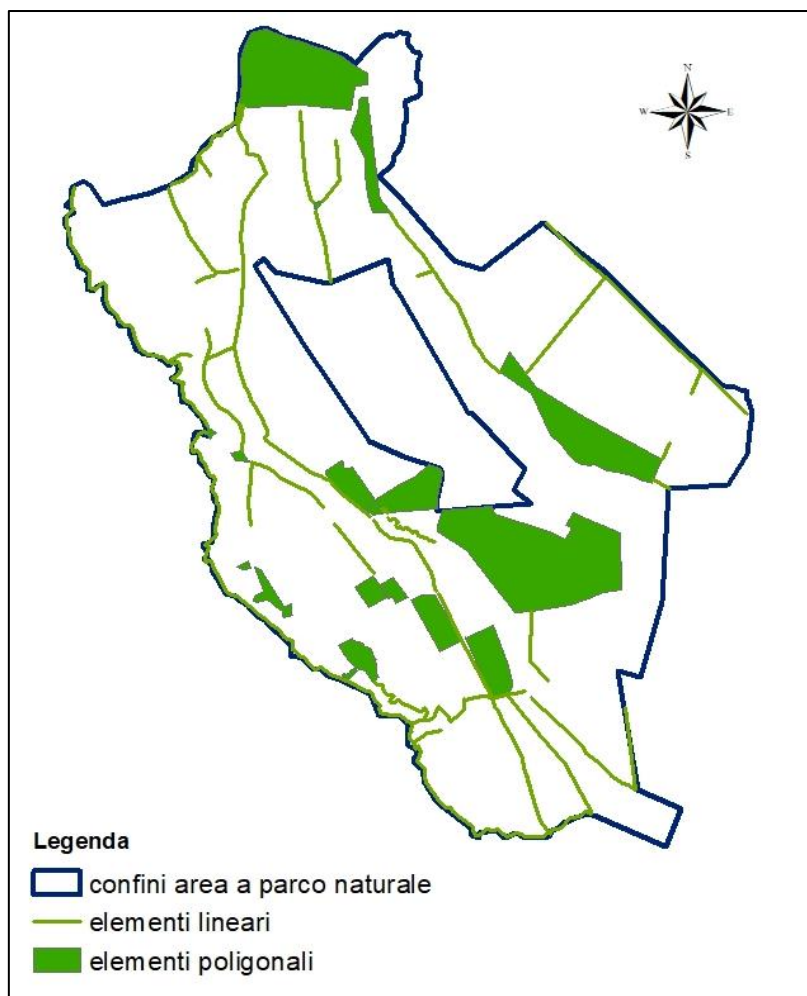 N
W E
S
Legenda
confini area a parco naturale
elementi lineari
elementi poligonali